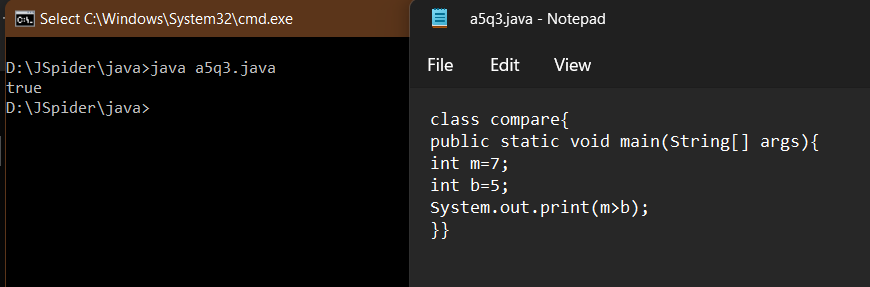 Select C:\Windows\System32\cmd.exe
D:\JSpider\java>java a5q3.java
true
D:\JSpider\java>
a5q3.java - Notepad
File Edit View
class compare{
public static void main(String[] args){
int m=7;
int b=5;
System.out.print(m>b);
}}